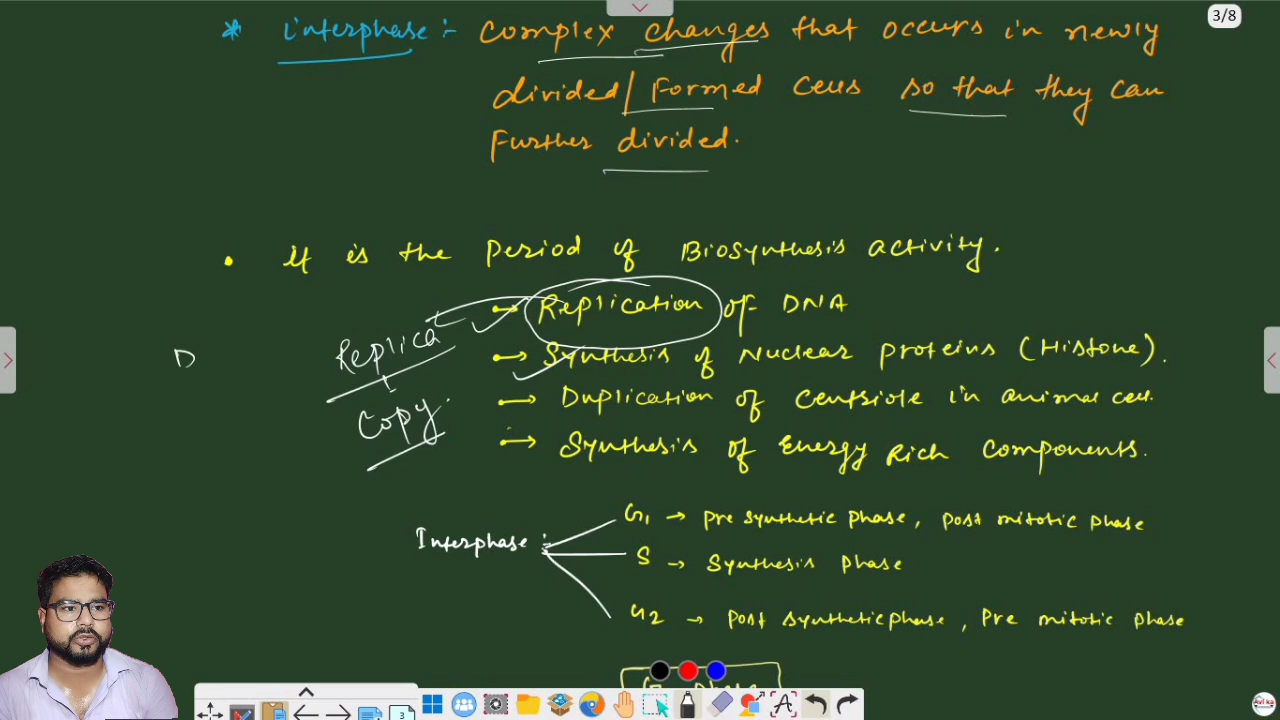 3/8
* Interphase :- Complex changes that occurs in newly
divided/Formed cells so that they can
Further divided.
• It is the Period of Biosynthesis activity.
→ Replication of DNA
Replica
→ Synthesis of Nuclear proteins (Histone).
D
→ Duplication of centriole in animal cell.
Copy.
→ Synthesis of Energy Rich Components.
Interphase :-
G1 → Pre synthetic phase, post mitotic phase
S → Synthesis phase
G2 → Post synthetic phase, Pre mitotic phase
3